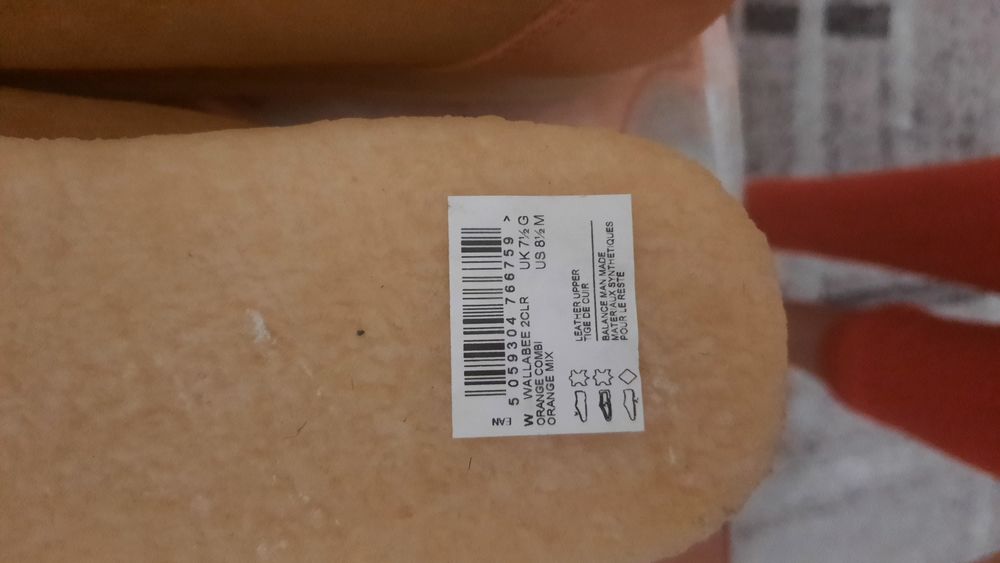 EAN
5 059304 766759 >
W WALLABEE 2CLR UK 7½ G
ORANGE COMBI US 8½ M
ORANGE MIX
LEATHER UPPER
TIGE DE CUIR
BALANCE MAN MADE
MATERIAUX SYNTHETIQUES
POUR LE RESTE